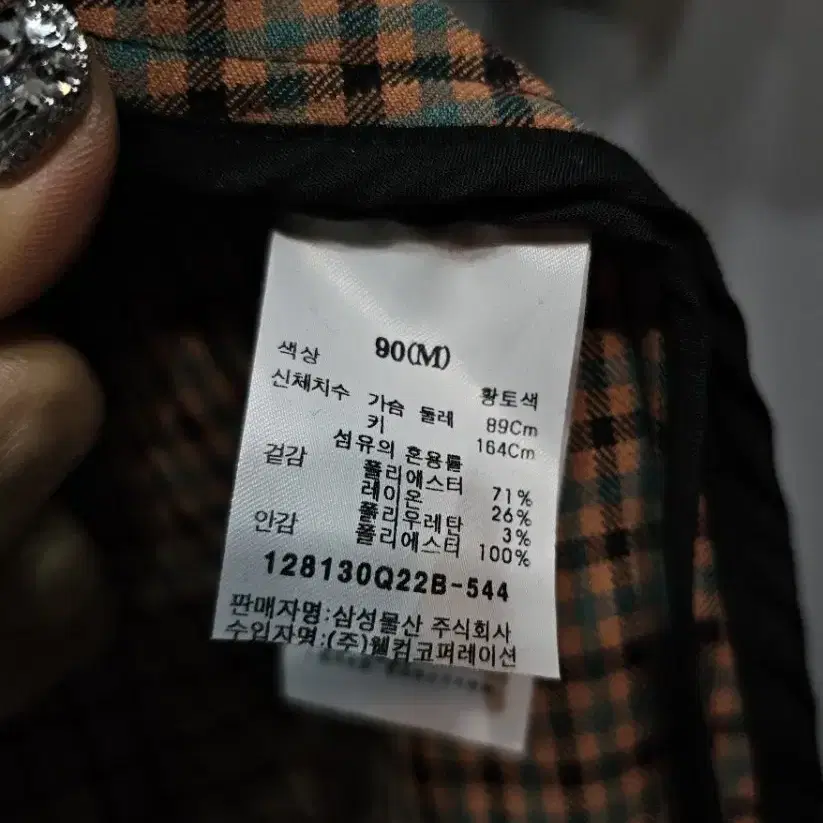 90(M)
색상 황토색
신체치수 가슴 둘레 89Cm
키 164Cm
섬유의 혼용률
겉감 폴리에스터 71%
레이온 26%
폴리우레탄 3%
안감 폴리에스터 100%
128130Q22B-544
판매자명:삼성물산 주식회사
수입자명:(주)웰컴코퍼레이션